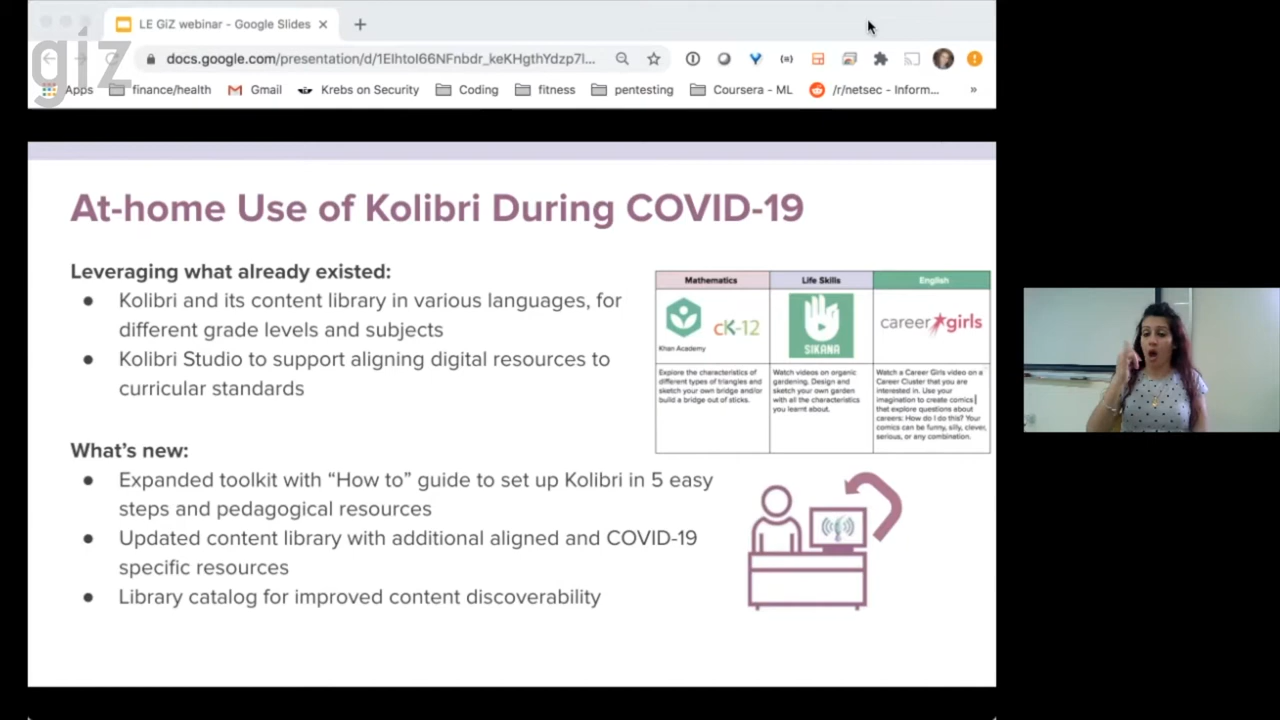 LE GiZ webinar - Google Slides
giz
docs.google.com/presentation/d/1EIhtol66NFnbdr_keKHgthYdzp7l...
Apps finance/health Gmail Krebs on Security Coding fitness pentesting Coursera - ML /r/netsec - Inform... »
At-home Use of Kolibri During COVID-19
Leveraging what already existed:
● Kolibri and its content library in various languages, for
different grade levels and subjects
● Kolibri Studio to support aligning digital resources to
curricular standards
What's new:
● Expanded toolkit with “How to” guide to set up Kolibri in 5 easy
steps and pedagogical resources
● Updated content library with additional aligned and COVID-19
specific resources
● Library catalog for improved content discoverability
Mathematics Life Skills English
Khan Academy cK-12 SIKANA career girls
Explore the characteristics of
different types of triangles and
sketch your own bridge and/or
build a bridge out of sticks.
Watch videos on organic
gardening. Design and
sketch your own garden
with all the characteristics
you learnt about.
Watch a Career Girls video on a
Career Cluster that you are
interested in. Use your
imagination to create comics
that explore questions about
careers: How do I do this? Your
comics can be funny, silly, clever,
serious, or any combination.